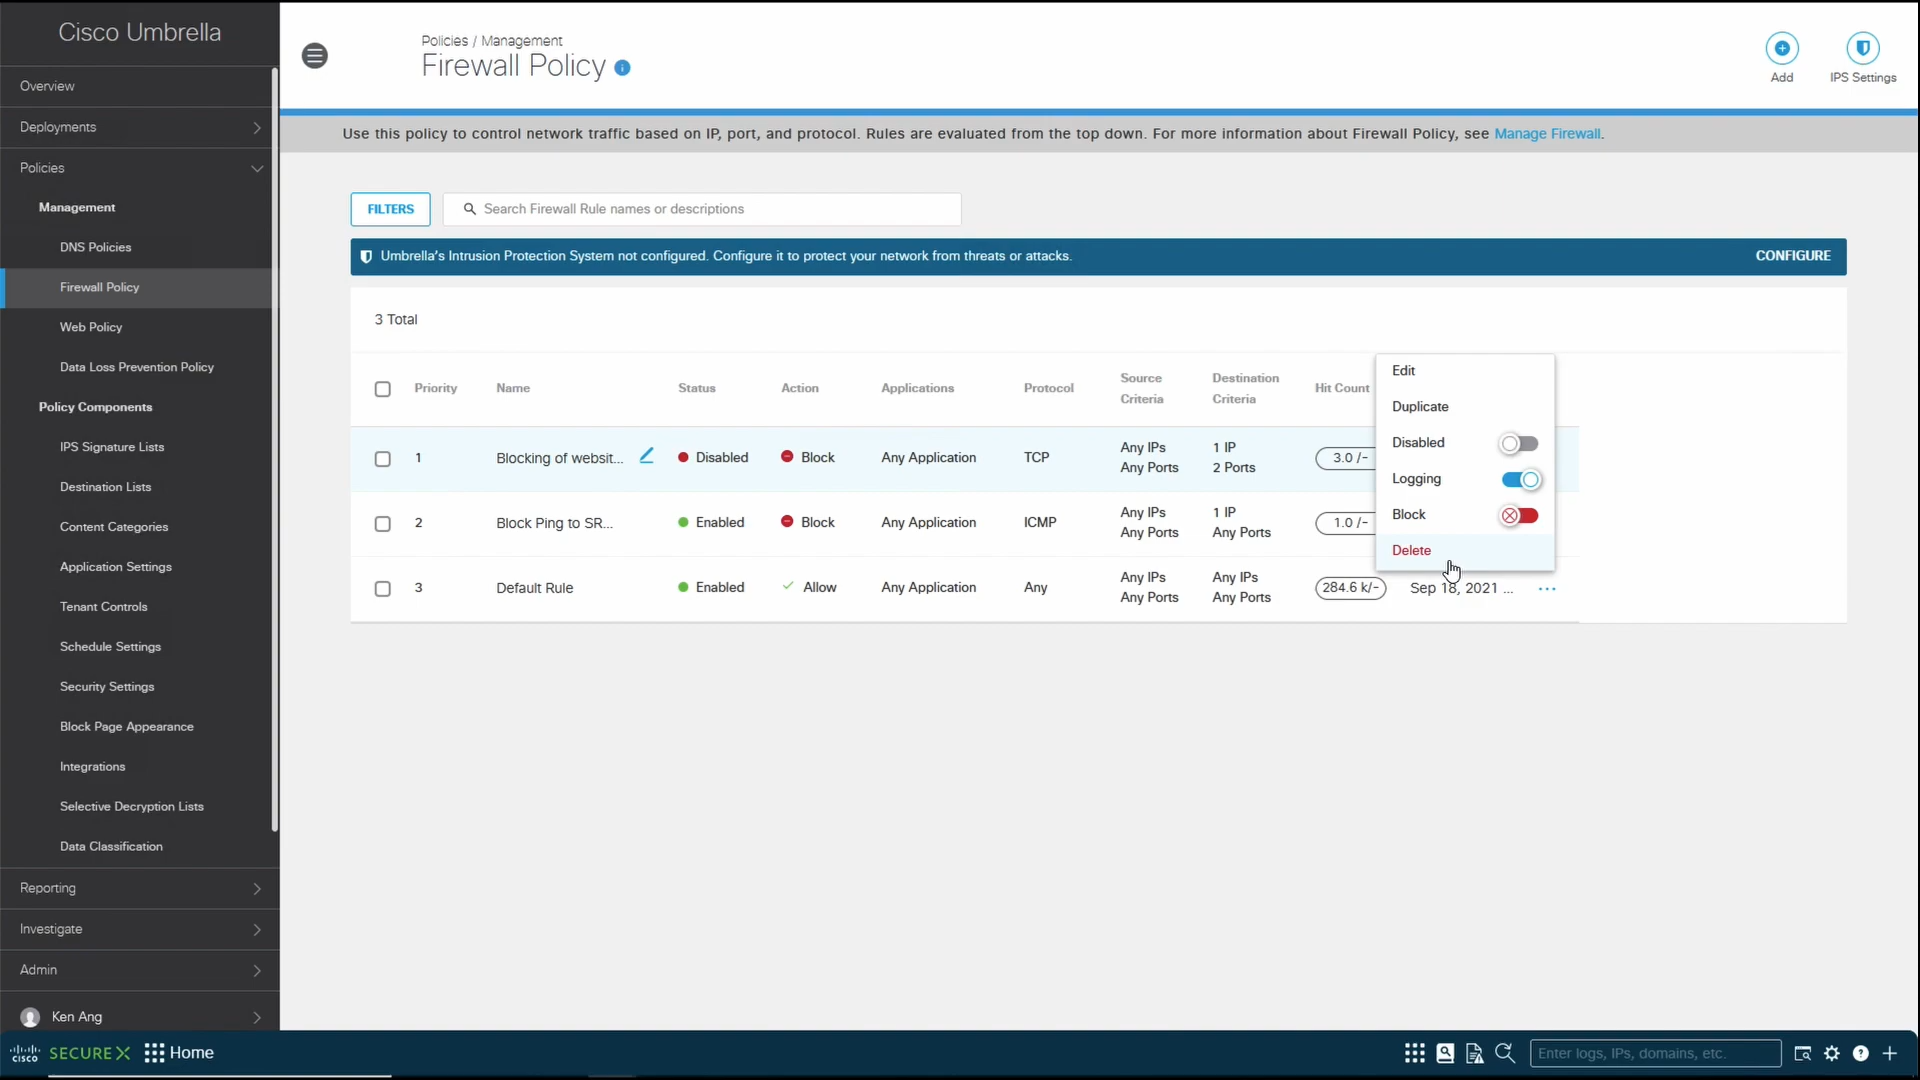 Cisco Umbrella
Overview
Deployments
Policies
Management
DNS Policies
Firewall Policy
Web Policy
Data Loss Prevention Policy
Policy Components
IPS Signature Lists
Destination Lists
Content Categories
Application Settings
Tenant Controls
Schedule Settings
Security Settings
Block Page Appearance
Integrations
Selective Decryption Lists
Data Classification
Reporting
Investigate
Admin
Ken Ang
Policies / Management
Firewall Policy
Add
IPS Settings
Use this policy to control network traffic based on IP, port, and protocol. Rules are evaluated from the top down. For more information about Firewall Policy, see Manage Firewall.
FILTERS
Search Firewall Rule names or descriptions
Umbrella's Intrusion Protection System not configured. Configure it to protect your network from threats or attacks.
CONFIGURE
3 Total
Priority Name Status Action Applications Protocol Source Criteria Destination Criteria Hit Count
1 Blocking of websit... Disabled Block Any Application TCP Any IPs Any Ports 1 IP 2 Ports 3.0 /-
2 Block Ping to SR... Enabled Block Any Application ICMP Any IPs Any Ports 1 IP Any Ports 1.0 /-
3 Default Rule Enabled Allow Any Application Any Any IPs Any Ports Any IPs Any Ports 284.6 k/- Sep 18, 2021 ... ...
Edit
Duplicate
Disabled
Logging
Block
Delete
CISCO SECUREX Home
Enter logs, IPs, domains, etc.